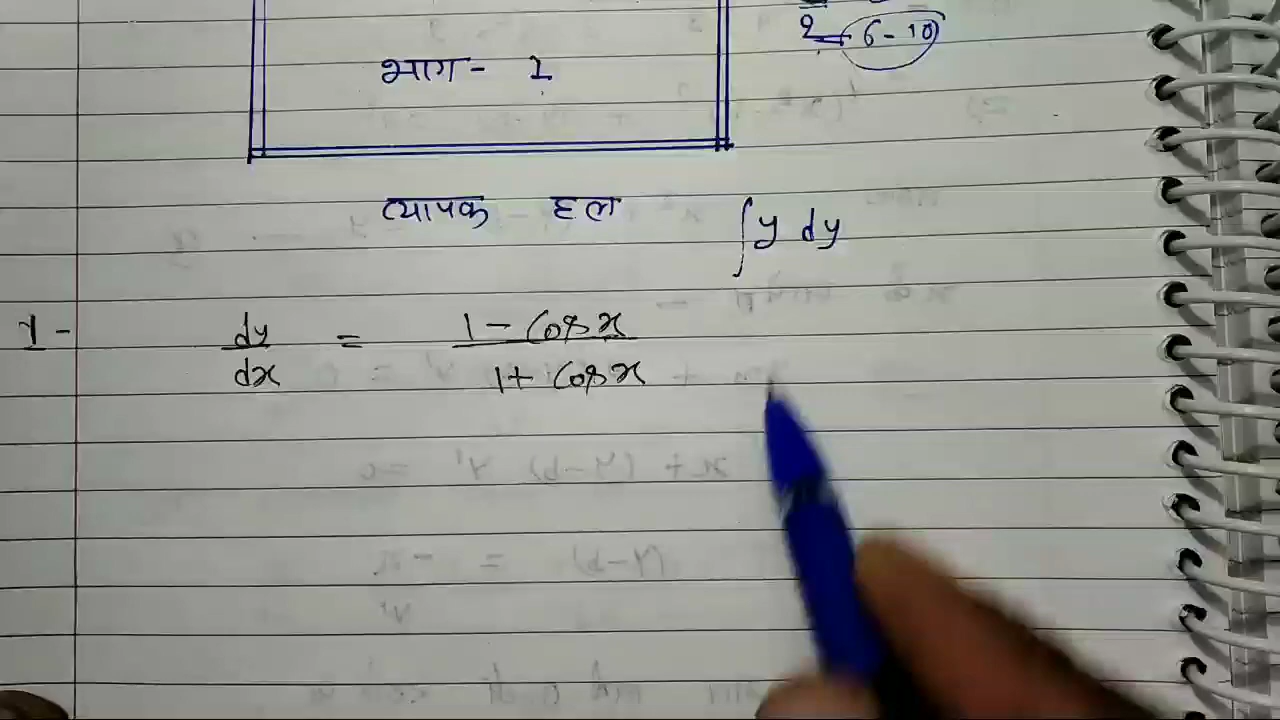 2 6-10
भाग- 1
व्यापक हल ∫y dy
1- dy/dx = 1 - Cos x / 1 + Cos x